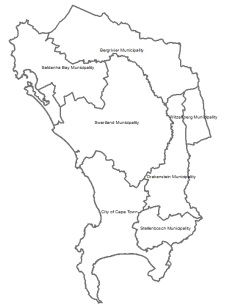 Bergrivier Municipality
Saldanha Bay Municipality
Swartland Municipality
Witzenberg Municipality
Drakenstein Municipality
City of Cape Town
Stellenbosch Municipality